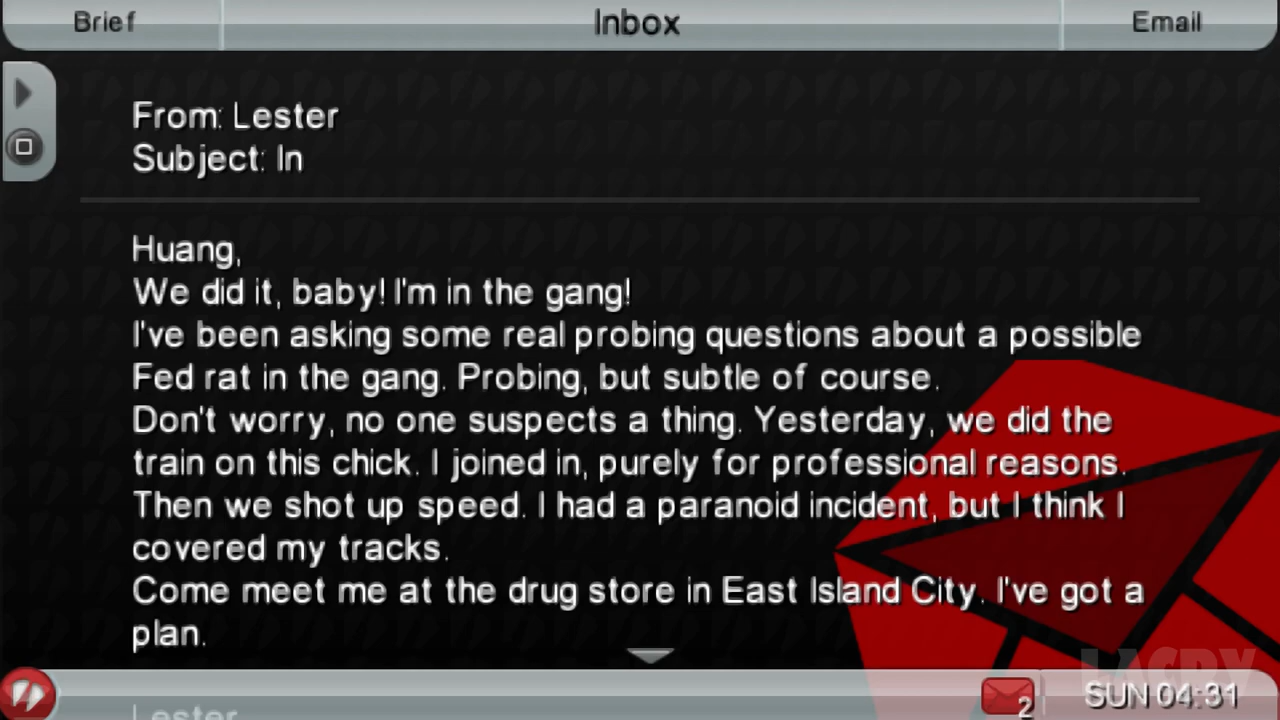 Brief Inbox Email
From: Lester
Subject: In
Huang,
We did it, baby! I'm in the gang!
I've been asking some real probing questions about a possible
Fed rat in the gang. Probing, but subtle of course.
Don't worry, no one suspects a thing. Yesterday, we did the
train on this chick. I joined in, purely for professional reasons.
Then we shot up speed. I had a paranoid incident, but I think I
covered my tracks.
Come meet me at the drug store in East Island City. I've got a
plan.
Lester
2 SUN 04:31
LACRY